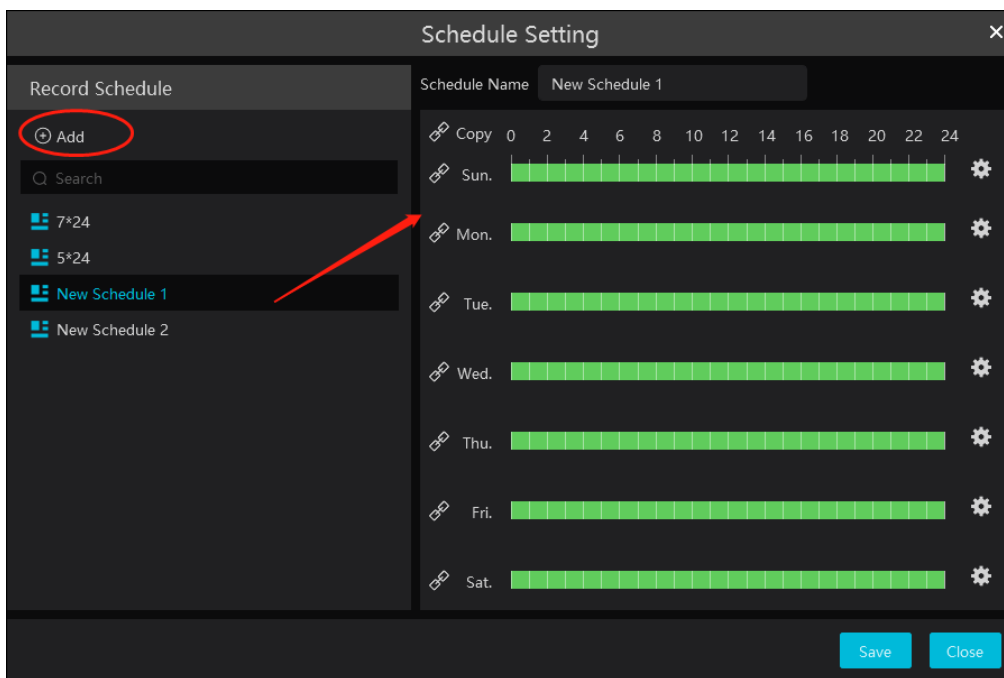 Schedule Setting
Record Schedule
Add
Search
7*24
5*24
New Schedule 1
New Schedule 2
Schedule Name New Schedule 1
Copy 0 2 4 6 8 10 12 14 16 18 20 22 24
Sun.
Mon.
Tue.
Wed.
Thu.
Fri.
Sat.
Save Close